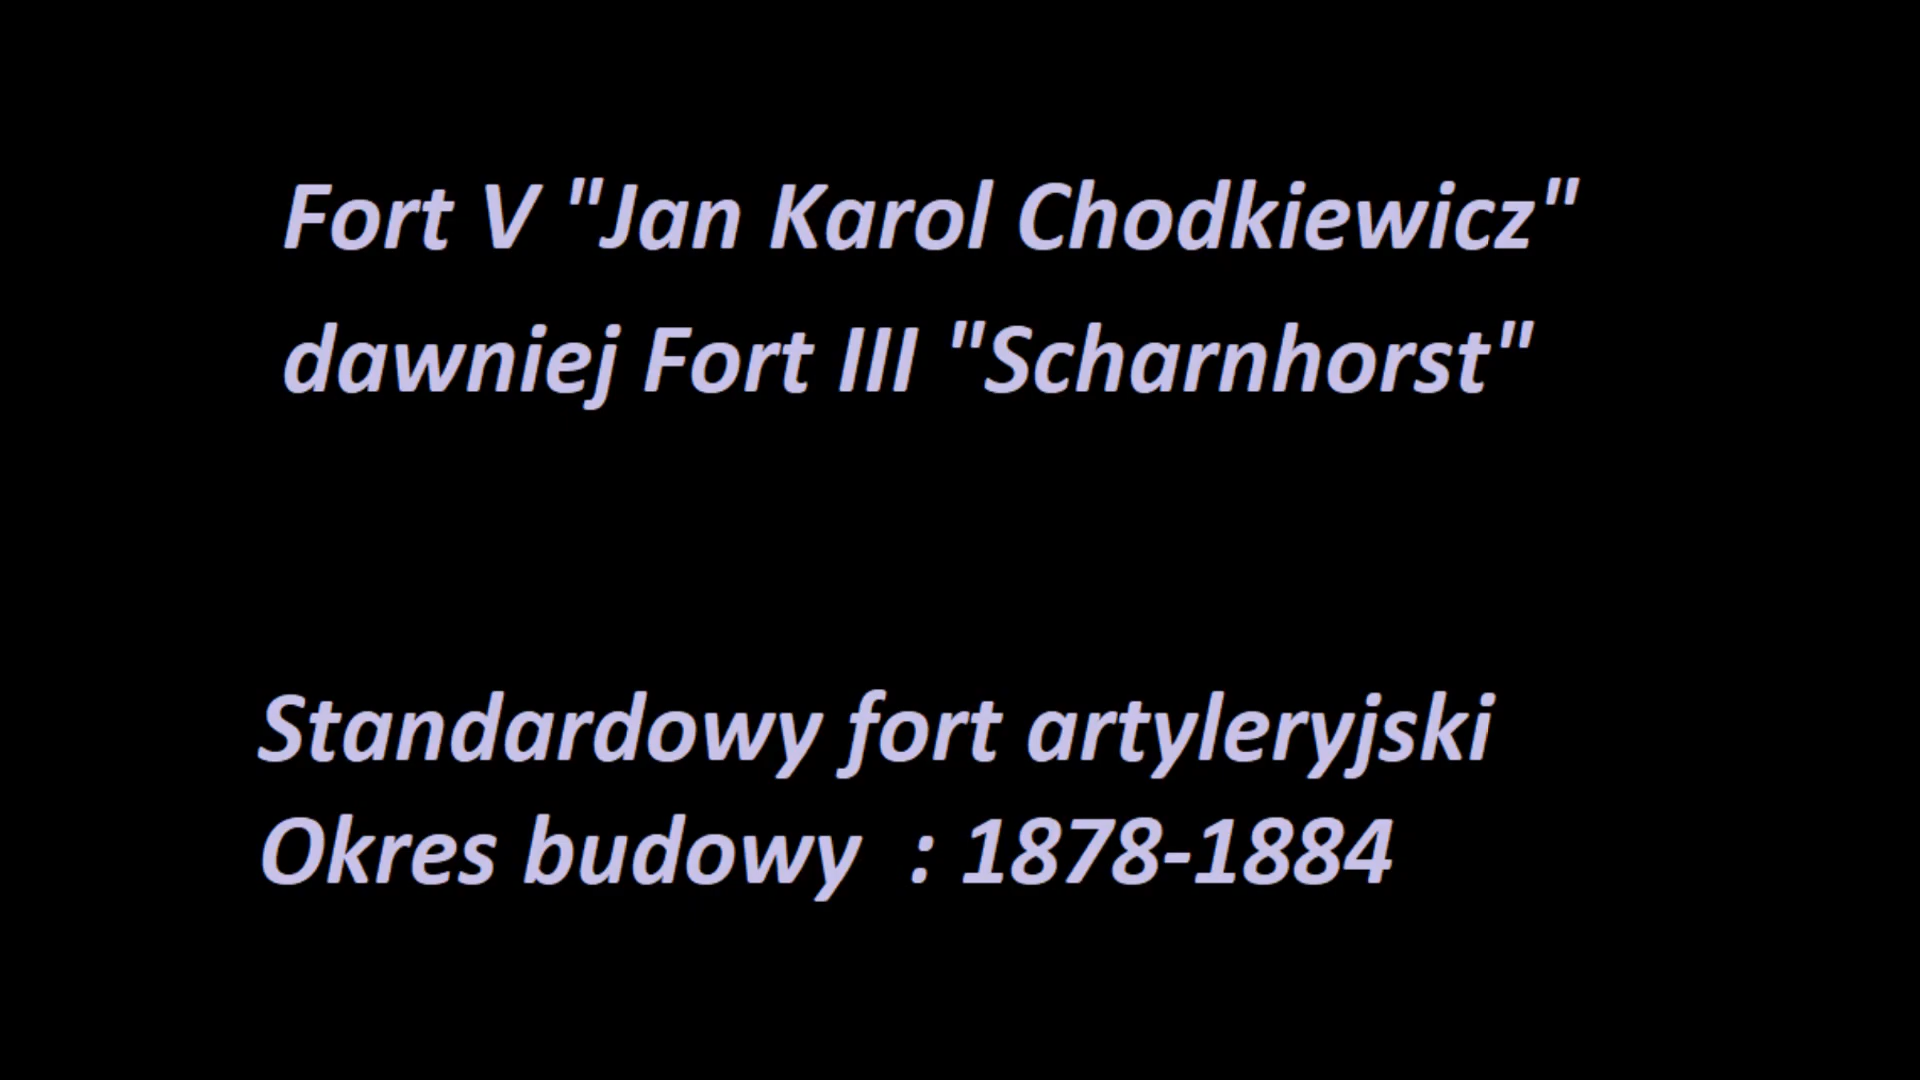 Fort V "Jan Karol Chodkiewicz"
dawniej Fort III "Scharnhorst"
Standardowy fort artyleryjski
Okres budowy  : 1878-1884